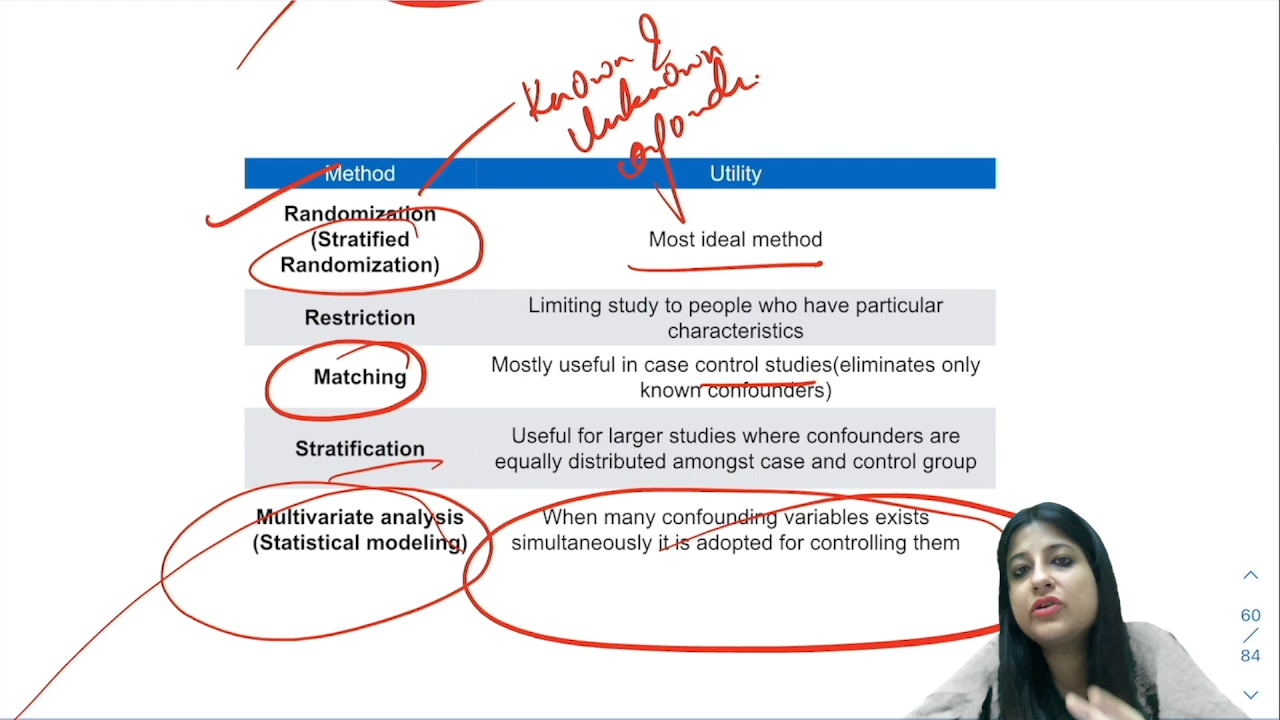 Known &
Unknown
confounder.
Method Utility
Randomization
(Stratified
Randomization)
Most ideal method
Restriction
Limiting study to people who have particular
characteristics
Matching
Mostly useful in case control studies(eliminates only
known confounders)
Stratification
Useful for larger studies where confounders are
equally distributed amongst case and control group
Multivariate analysis
(Statistical modeling)
When many confounding variables exists
simultaneously it is adopted for controlling them
60
/
84